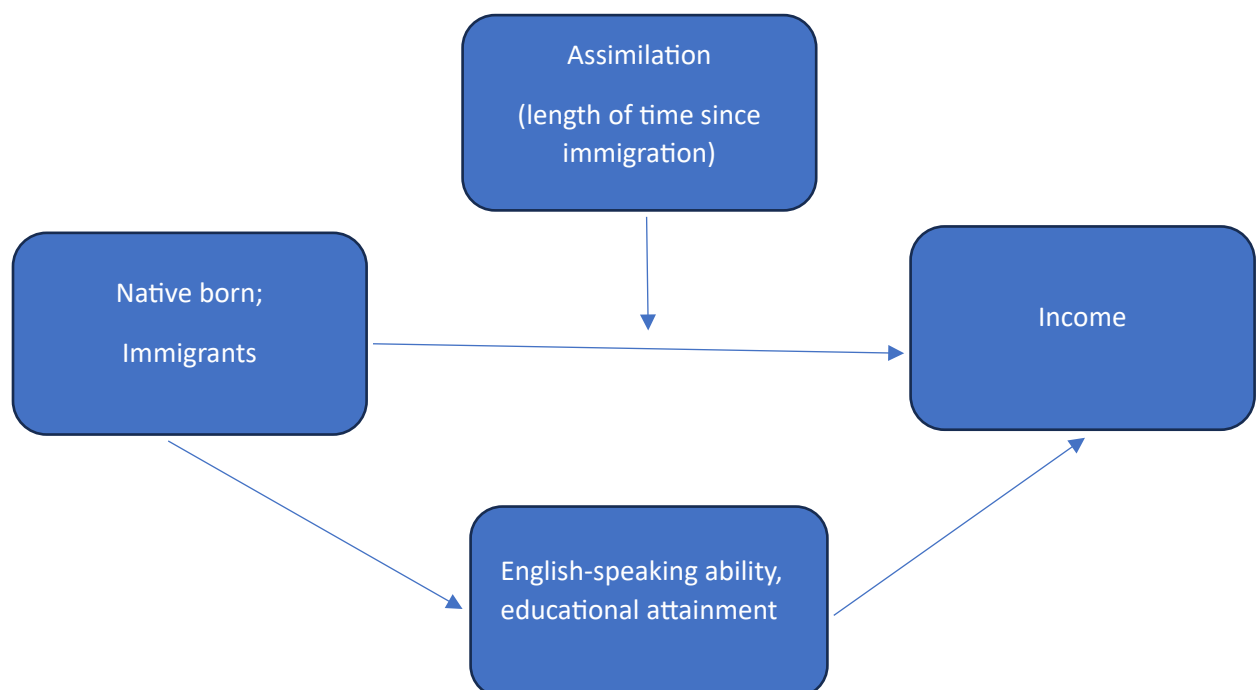 Assimilation
(length of time since
immigration)
Native born;
Immigrants
Income
English-speaking ability,
educational attainment